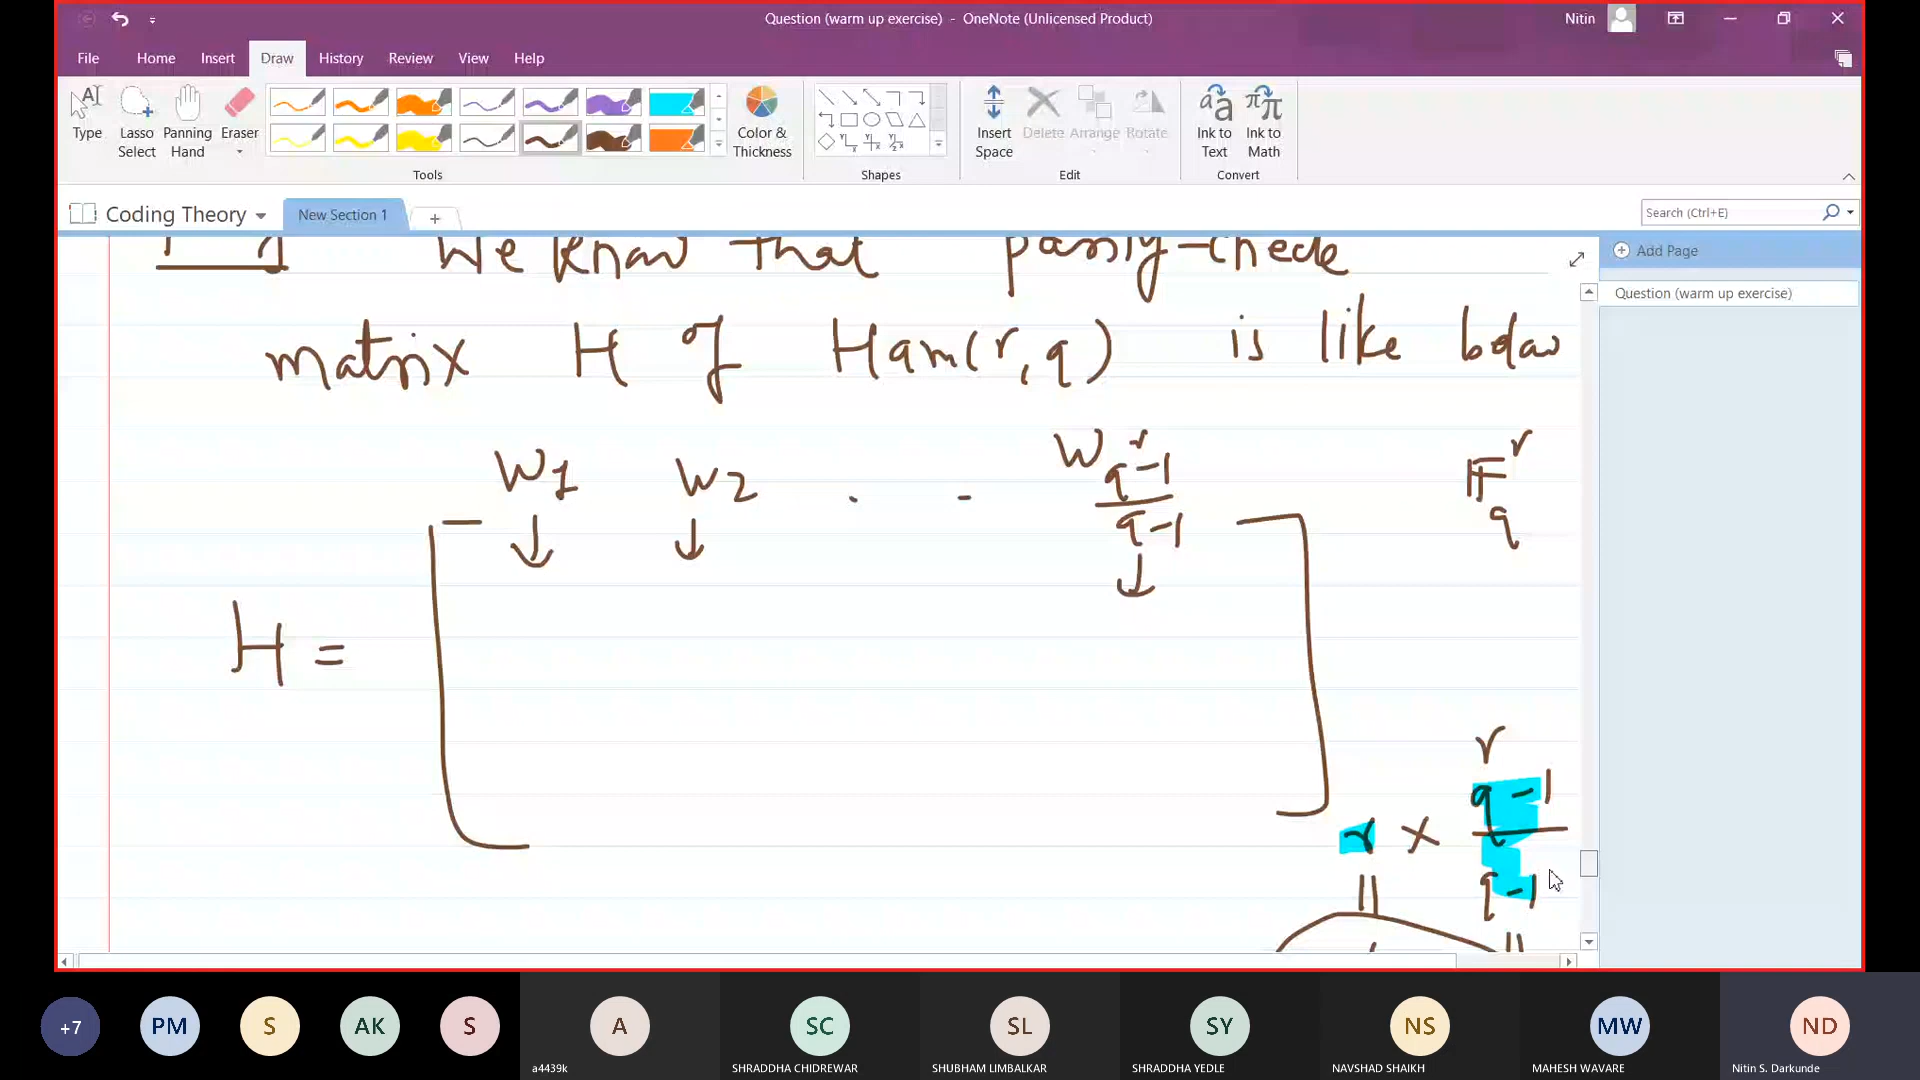 Question (warm up exercise) - OneNote (Unlicensed Product)
Nitin
File Home Insert Draw History Review View Help
Type
Lasso Select
Panning Hand
Eraser
Color & Thickness
Insert Space
Delete
Arrange
Rotate
Ink to Text
Ink to Math
Tools
Shapes
Edit
Convert
Coding Theory
New Section 1
+
Search (Ctrl+E)
Add Page
Question (warm up exercise)
We know that parity-check
matrix H of Ham(r, q) is like below
W1 W2 . . W q^r-1 / q-1
F_q^r
H =
r × q^r-1 / q-1
+7
PM
S
AK
S
A
SC
SL
SY
NS
MW
ND
a4439k
SHRADDHA CHIDREWAR
SHUBHAM LIMBALKAR
SHRADDHA YEDLE
NAVSHAD SHAIKH
MAHESH WAVARE
Nitin S. Darkunde